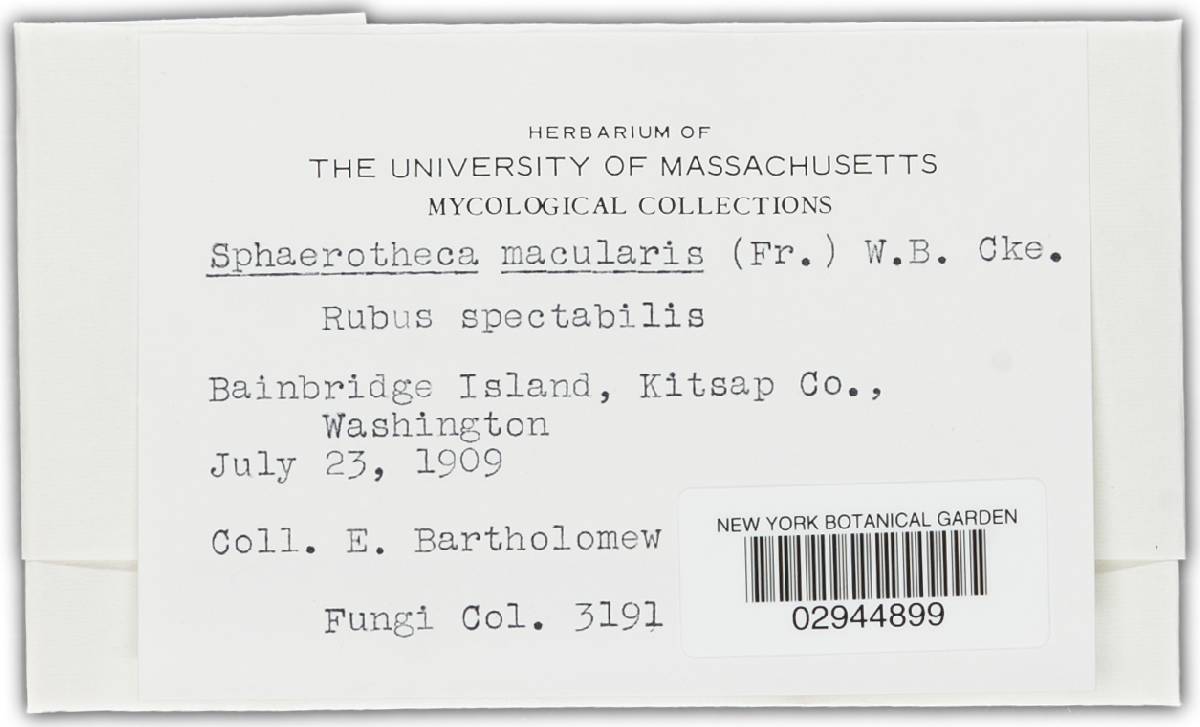 HERBARIUM OF
THE UNIVERSITY OF MASSACHUSETTS
MYCOLOGICAL COLLECTIONS
Sphaerotheca macularis (Fr.) W.B. Cke.
Rubus spectabilis
Bainbridge Island, Kitsap Co.,
Washington
July 23, 1909
Coll. E. Bartholomew
Fungi Col. 3191
NEW YORK BOTANICAL GARDEN
02944899